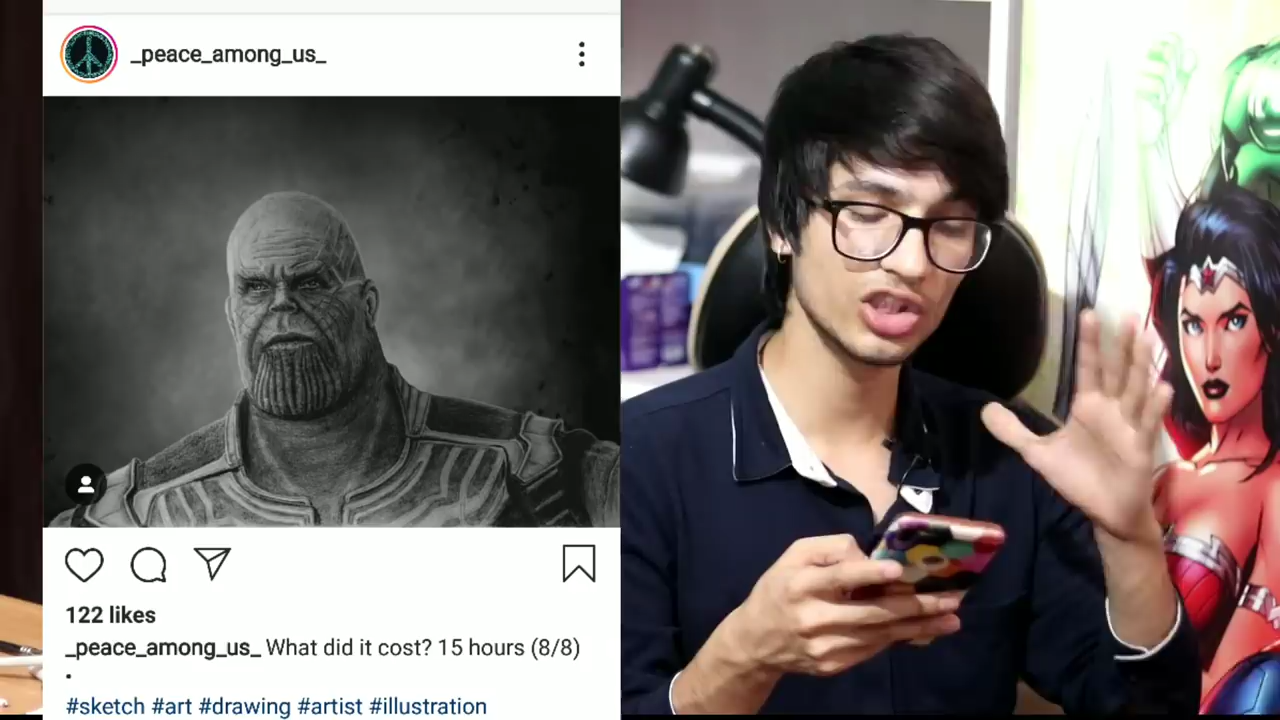 _peace_among_us_
122 likes
_peace_among_us_ What did it cost? 15 hours (8/8)
.
#sketch #art #drawing #artist #illustration